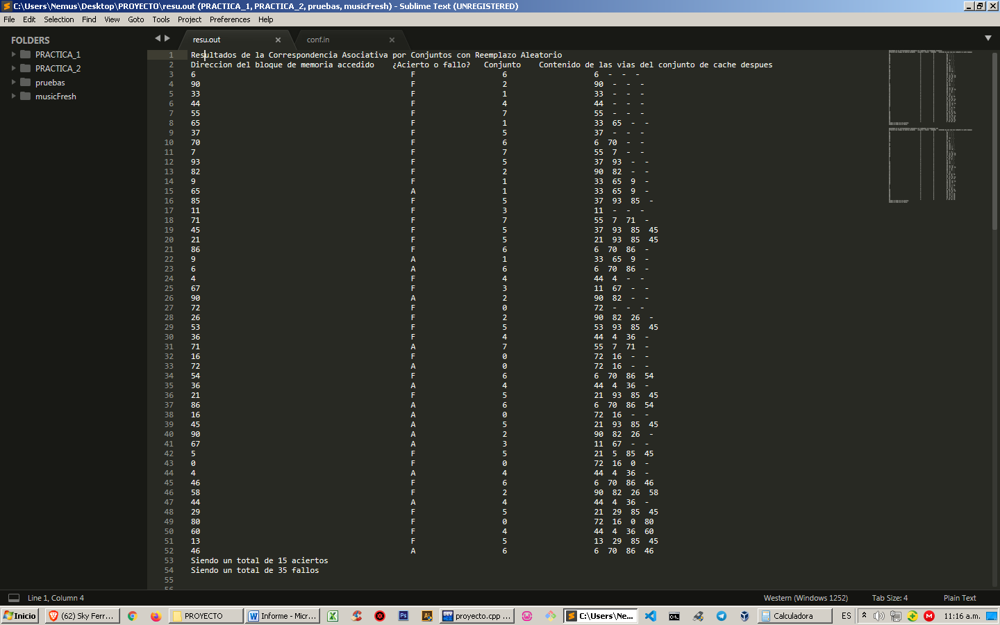 C:\Users\Nemus\Desktop\PROYECTO\resu.out (PRACTICA_1, PRACTICA_2, pruebas, musicFresh) - Sublime Text (UNREGISTERED)
File Edit Selection Find View Goto Tools Project Preferences Help
FOLDERS
PRACTICA_1
PRACTICA_2
pruebas
musicFresh
resu.out × conf.in ×
1 Resultados de la Correspondencia Asociativa por Conjuntos con Reemplazo Aleatorio
2 Direccion del bloque de memoria accedido ¿Acierto o fallo? Conjunto Contenido de las vias del conjunto de cache despues
3 6 F 6 6 - - -
4 90 F 2 90 - - -
5 33 F 1 33 - - -
6 44 F 4 44 - - -
7 55 F 7 55 - - -
8 65 F 1 33 65 - -
9 37 F 5 37 - - -
10 70 F 6 6 70 - -
11 7 F 7 55 7 - -
12 93 F 5 37 93 - -
13 82 F 2 90 82 - -
14 9 F 1 33 65 9 -
15 65 A 1 33 65 9 -
16 85 F 5 37 93 85 -
17 11 F 3 11 - - -
18 71 F 7 55 7 71 -
19 45 F 5 37 93 85 45
20 21 F 5 21 93 85 45
21 86 F 6 6 70 86 -
22 9 A 1 33 65 9 -
23 6 A 6 6 70 86 -
24 4 F 4 44 4 - -
25 67 F 3 11 67 - -
26 90 A 2 90 82 - -
27 72 F 0 72 - - -
28 26 F 2 90 82 26 -
29 53 F 5 53 93 85 45
30 36 F 4 44 4 36 -
31 71 A 7 55 7 71 -
32 16 F 0 72 16 - -
33 72 A 0 72 16 - -
34 54 F 6 6 70 86 54
35 36 A 4 44 4 36 -
36 21 F 5 21 93 85 45
37 86 A 6 6 70 86 54
38 16 A 0 72 16 - -
39 45 A 5 21 93 85 45
40 90 A 2 90 82 26 -
41 67 A 3 11 67 - -
42 5 F 5 21 5 85 45
43 0 F 0 72 16 0 -
44 4 A 4 44 4 36 -
45 46 F 6 6 70 86 46
46 58 F 2 90 82 26 58
47 44 A 4 44 4 36 -
48 29 F 5 21 29 85 45
49 80 F 0 72 16 0 80
50 60 F 4 44 4 36 60
51 13 F 5 13 29 85 45
52 46 A 6 6 70 86 46
53 Siendo un total de 15 aciertos
54 Siendo un total de 35 fallos
55
Line 1, Column 4 Western (Windows 1252) Tab Size: 4 Plain Text
Inicio (62) Sky Ferr... PROYECTO Informe - Micr... proyecto.cpp ... C:\Users\Ne... Calculadora ES 11:16 a.m.